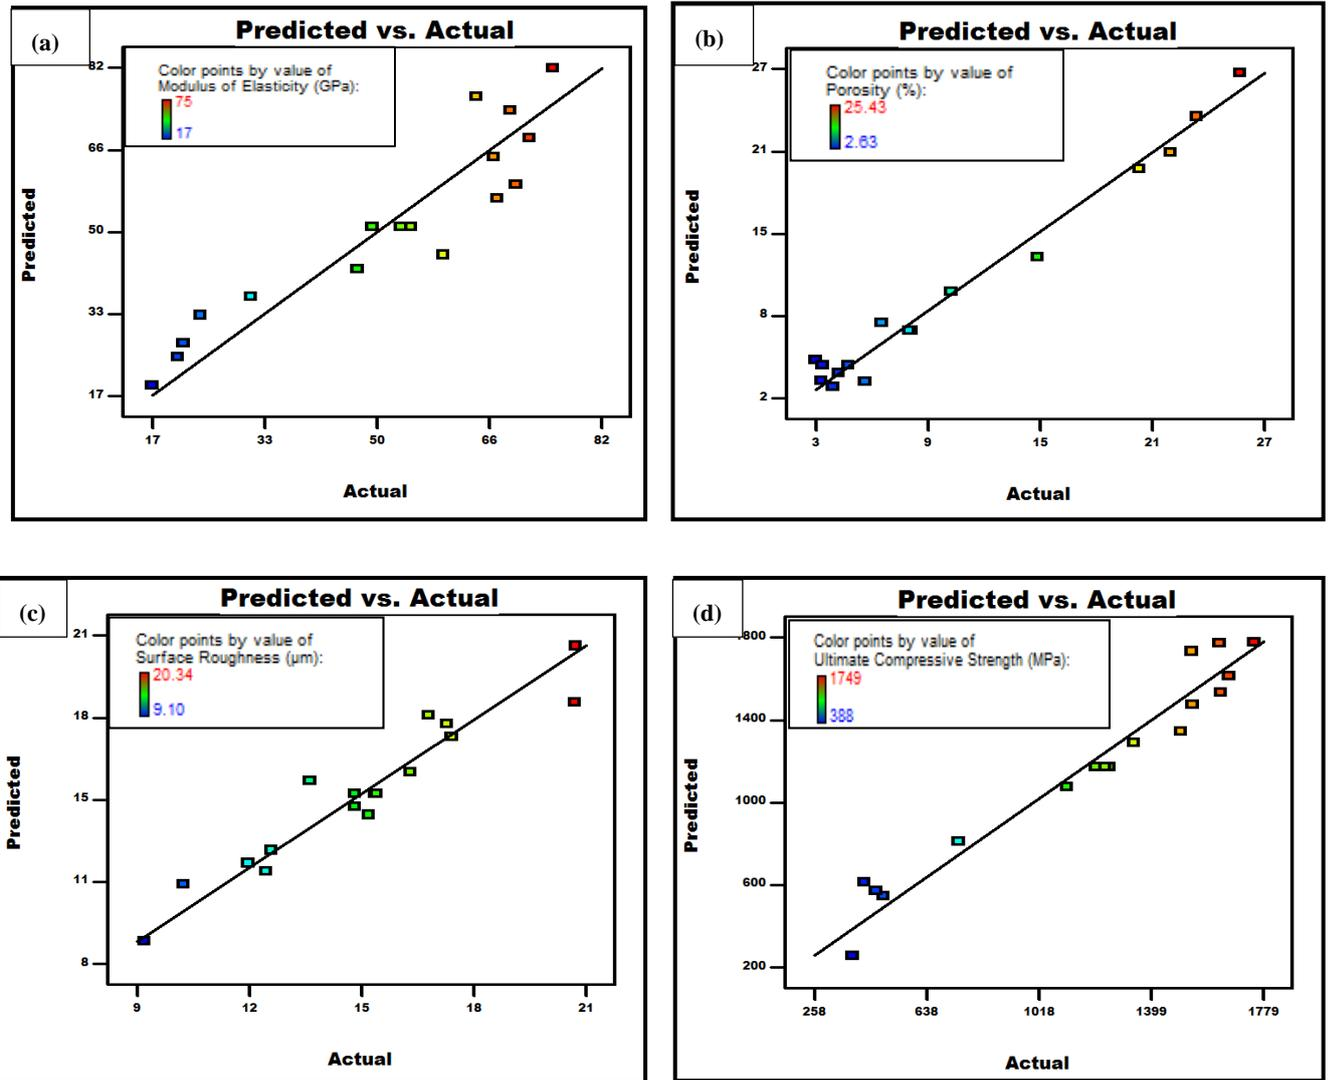 (a)
Predicted vs. Actual
Color points by value of
Modulus of Elasticity (GPa):
75
17
82
66
50
33
17
Predicted
17 33 50 66 82
Actual
(b)
Predicted vs. Actual
Color points by value of
Porosity (%):
25.43
2.63
27
21
15
8
2
Predicted
3 9 15 21 27
Actual
(c)
Predicted vs. Actual
Color points by value of
Surface Roughness (µm):
20.34
9.10
21
18
15
11
8
Predicted
9 12 15 18 21
Actual
(d)
Predicted vs. Actual
Color points by value of
Ultimate Compressive Strength (MPa):
1749
388
800
1400
1000
600
200
Predicted
258 638 1018 1399 1779
Actual